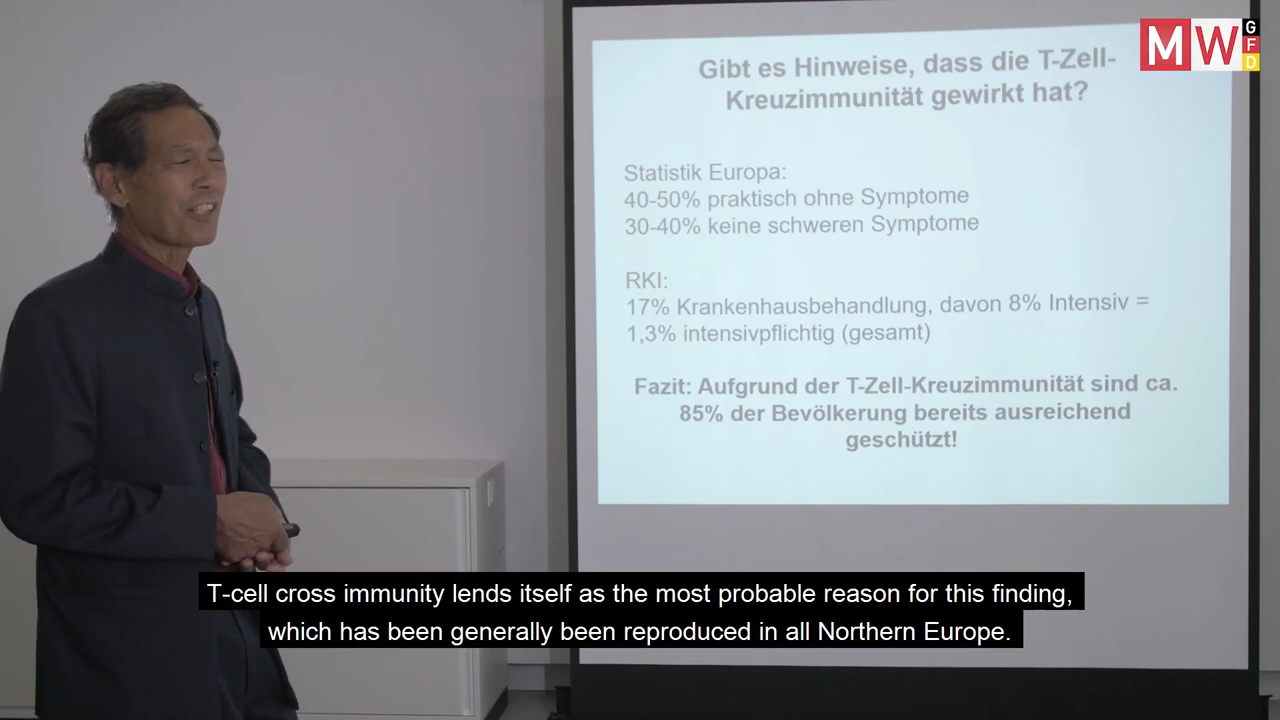 MW
G
F
D
Gibt es Hinweise, dass die T-Zell-
Kreuzimmunität gewirkt hat?
Statistik Europa:
40-50% praktisch ohne Symptome
30-40% keine schweren Symptome
RKI:
17% Krankenhausbehandlung, davon 8% Intensiv =
1,3% intensivpflichtig (gesamt)
Fazit: Aufgrund der T-Zell-Kreuzimmunität sind ca.
85% der Bevölkerung bereits ausreichend
geschützt!
T-cell cross immunity lends itself as the most probable reason for this finding,
which has been generally been reproduced in all Northern Europe.